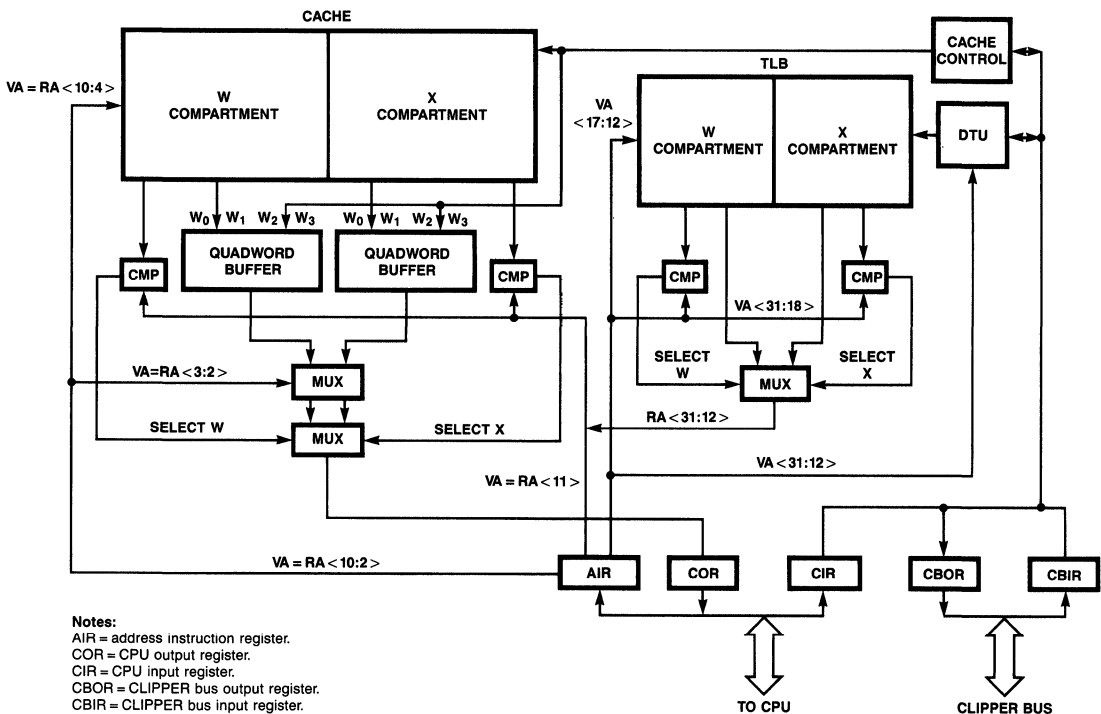 CACHE
W
COMPARTMENT
X
COMPARTMENT
VA = RA<10:4>
CACHE
CONTROL
TLB
VA
<17:12>
W
COMPARTMENT
X
COMPARTMENT
DTU
W0 W1 W2 W3
W0 W1 W2 W3
CMP
QUADWORD
BUFFER
QUADWORD
BUFFER
CMP
CMP
CMP
VA<31:18>
VA=RA<3:2>
MUX
SELECT
W
MUX
SELECT
X
SELECT W
MUX
SELECT X
RA<31:12>
VA<31:12>
VA = RA<11>
VA = RA<10:2>
AIR
COR
CIR
CBOR
CBIR
Notes:
AIR = address instruction register.
COR = CPU output register.
CIR = CPU input register.
CBOR = CLIPPER bus output register.
CBIR = CLIPPER bus input register.
TO CPU
CLIPPER BUS